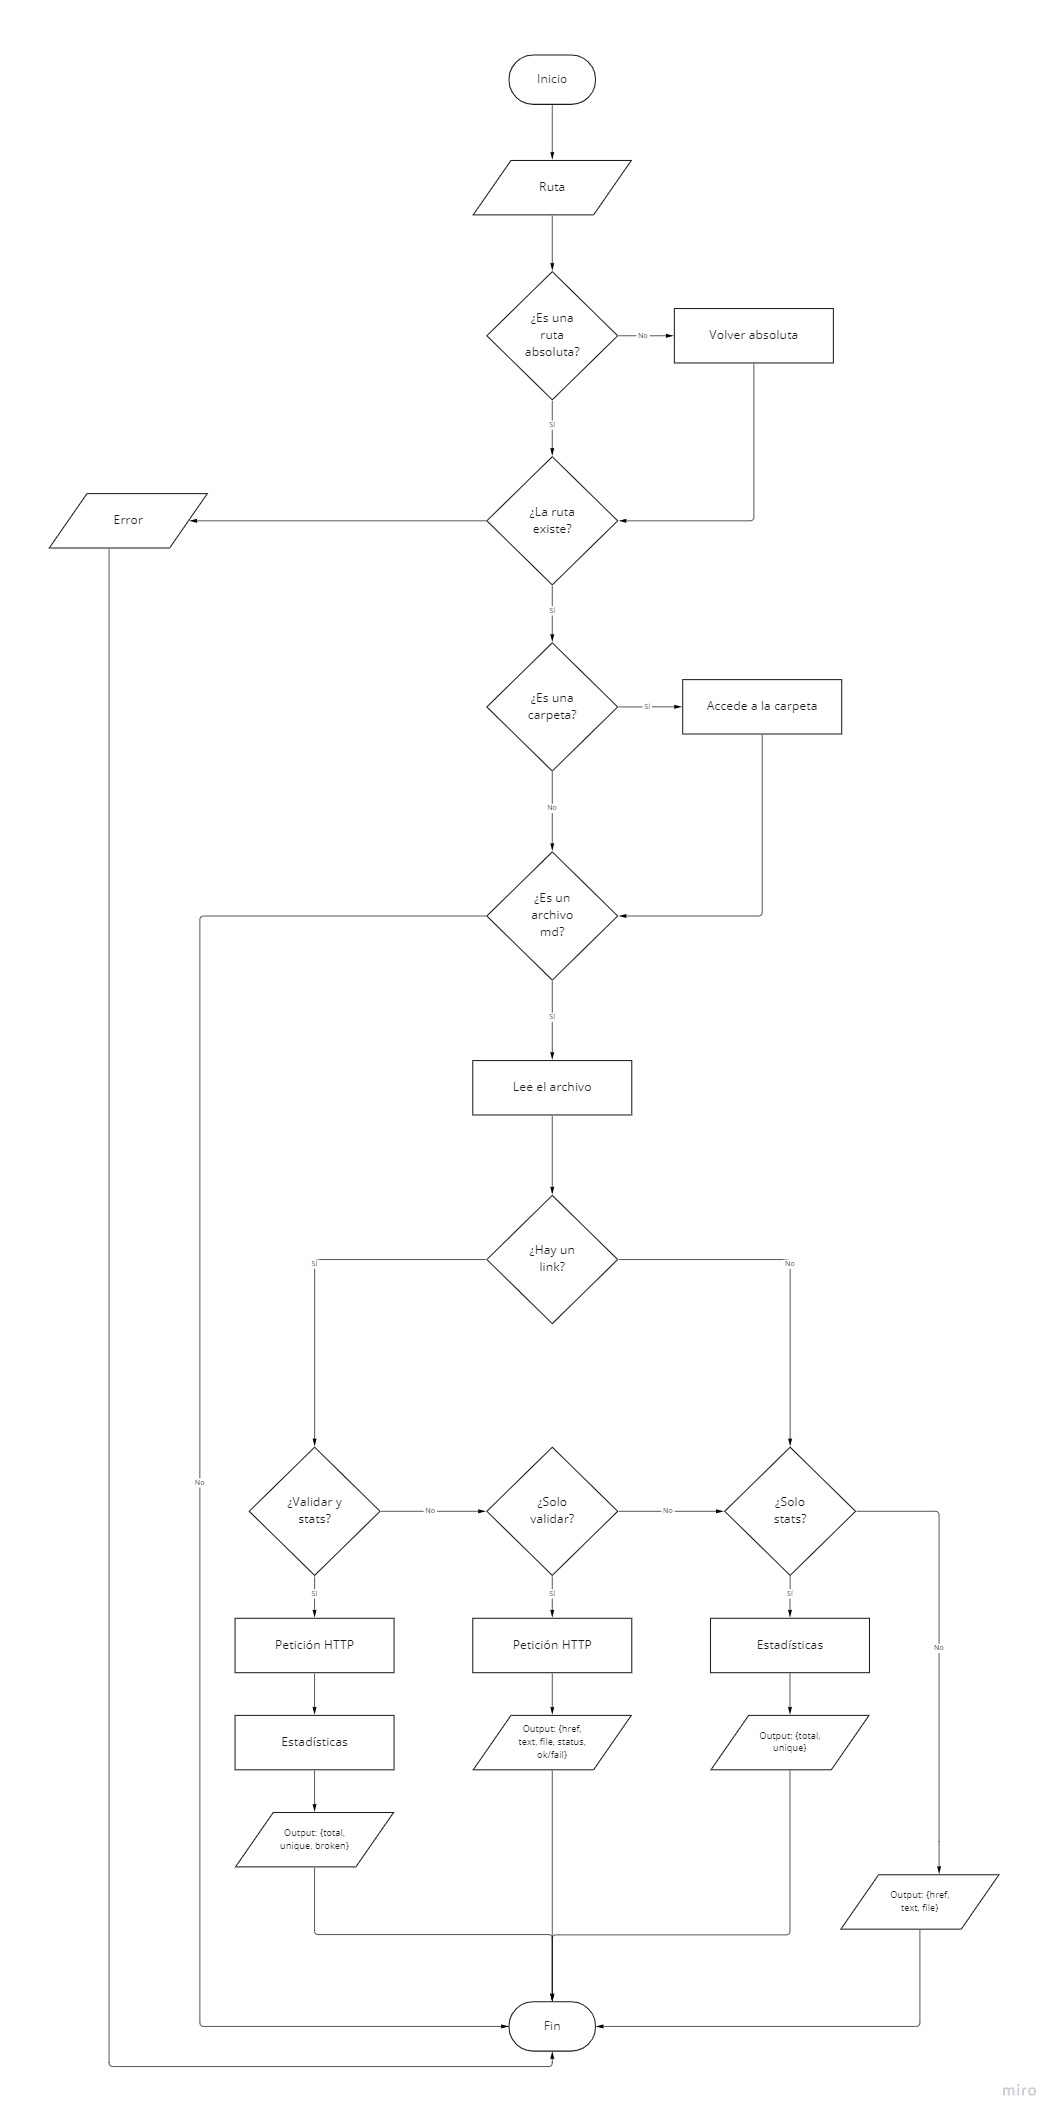 Inicio
Ruta
¿Es una
ruta
absoluta?
No
Volver absoluta
Sí
Error
¿La ruta
existe?
Sí
¿Es una
carpeta?
Sí
Accede a la carpeta
No
¿Es un
archivo
md?
Sí
Lee el archivo
¿Hay un
link?
Sí
No
No
¿Validar y
stats?
No
¿Solo
validar?
No
¿Solo
stats?
Sí
Sí
Sí
No
Petición HTTP
Petición HTTP
Estadísticas
Estadísticas
Output: {href,
text, file, status,
ok/fail}
Output: {total,
unique}
Output: {total,
unique, broken}
Output: {href,
text, file}
Fin
miro